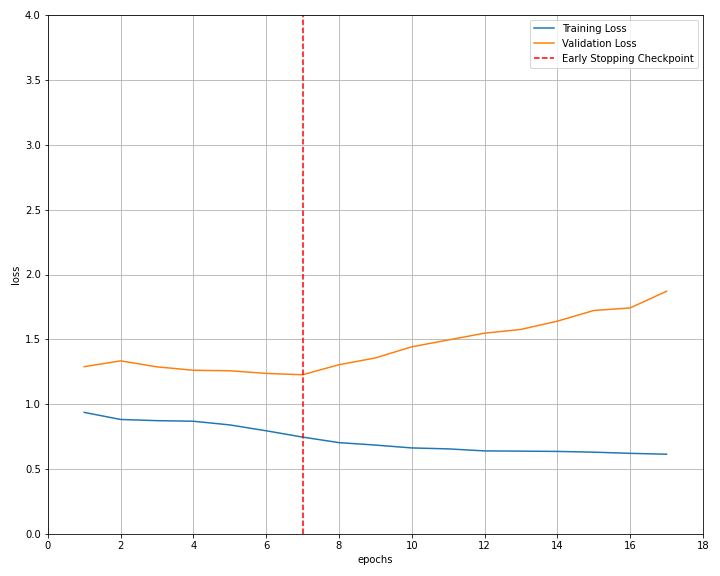 4.0
3.5
3.0
2.5
2.0
1.5
1.0
0.5
0.0
loss
Training Loss
Validation Loss
Early Stopping Checkpoint
0 2 4 6 8 10 12 14 16 18
epochs